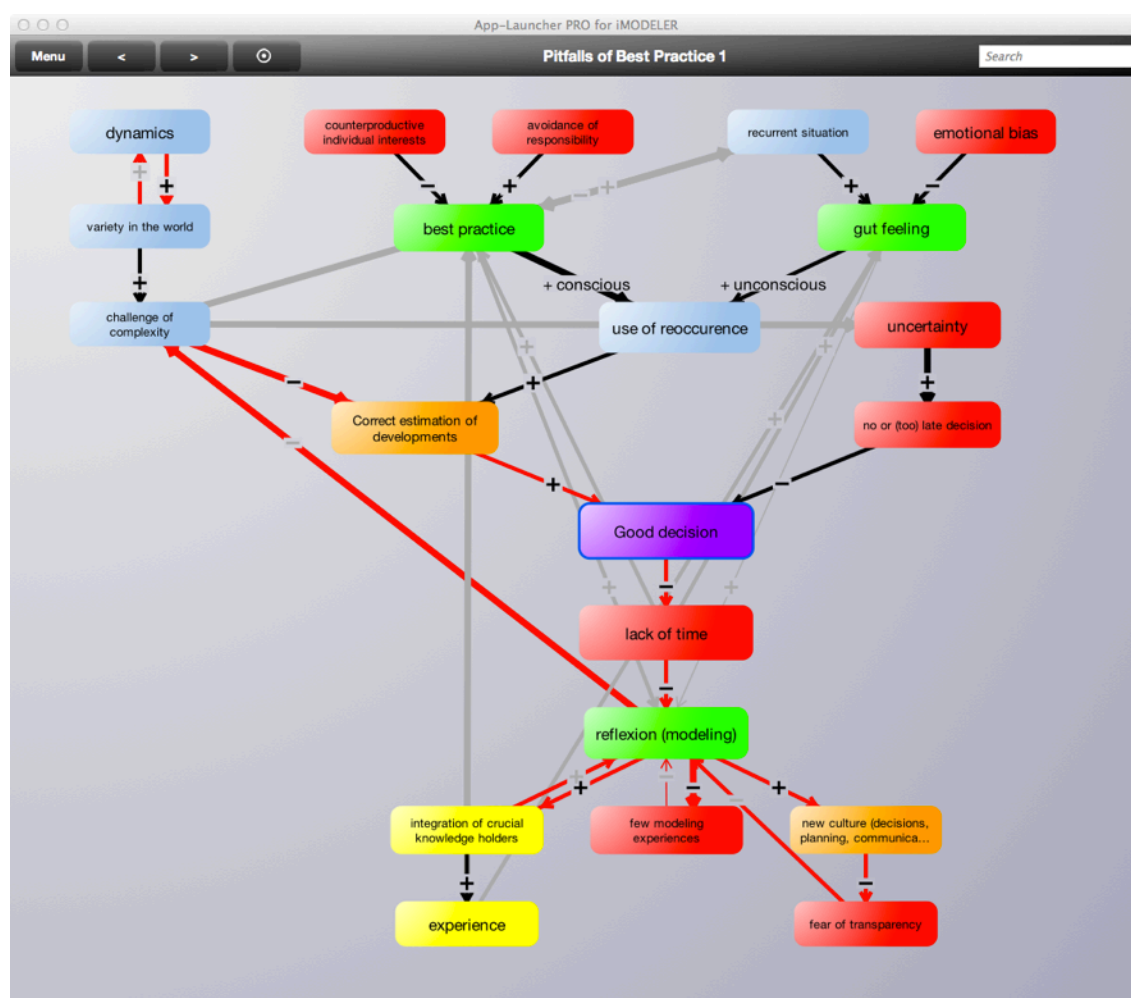 App-Launcher PRO for iMODELER
Menu
<
>
Pitfalls of Best Practice 1
Search
dynamics
counterproductive
individual interests
avoidance of
responsibility
recurrent situation
emotional bias
+
+
−
+
− +
+
−
variety in the world
best practice
gut feeling
+
+ conscious
+ unconscious
challenge of
complexity
use of reoccurence
uncertainty
+
+
−
+
+
Correct estimation of
developments
no or (too) late decision
+
+
−
−
+
−
Good decision
+
−
+
+
lack of time
−
reflexion (modeling)
+
+
−
−
+
−
integration of crucial
knowledge holders
few modeling
experiences
new culture (decisions,
planning, communica...
+
−
experience
fear of transparency